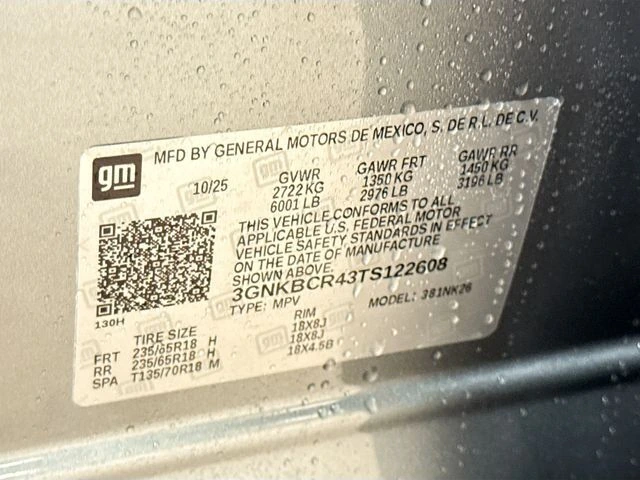 gm
MFD BY GENERAL MOTORS DE MEXICO, S. DE R.L. DE C.V.
10/25 GVWR GAWR FRT GAWR RR
2722 KG 1350 KG 1450 KG
6001 LB 2976 LB 3196 LB
THIS VEHICLE CONFORMS TO ALL
APPLICABLE U.S. FEDERAL MOTOR
VEHICLE SAFETY STANDARDS IN EFFECT
ON THE DATE OF MANUFACTURE
SHOWN ABOVE.
3GNKBCR43TS122608
TYPE: MPV MODEL: 381NK26
130H
TIRE SIZE RIM
FRT 235/65R18 H 18X8J
RR 235/65R18 H 18X8J
SPA T135/70R18 M 18X4.5B